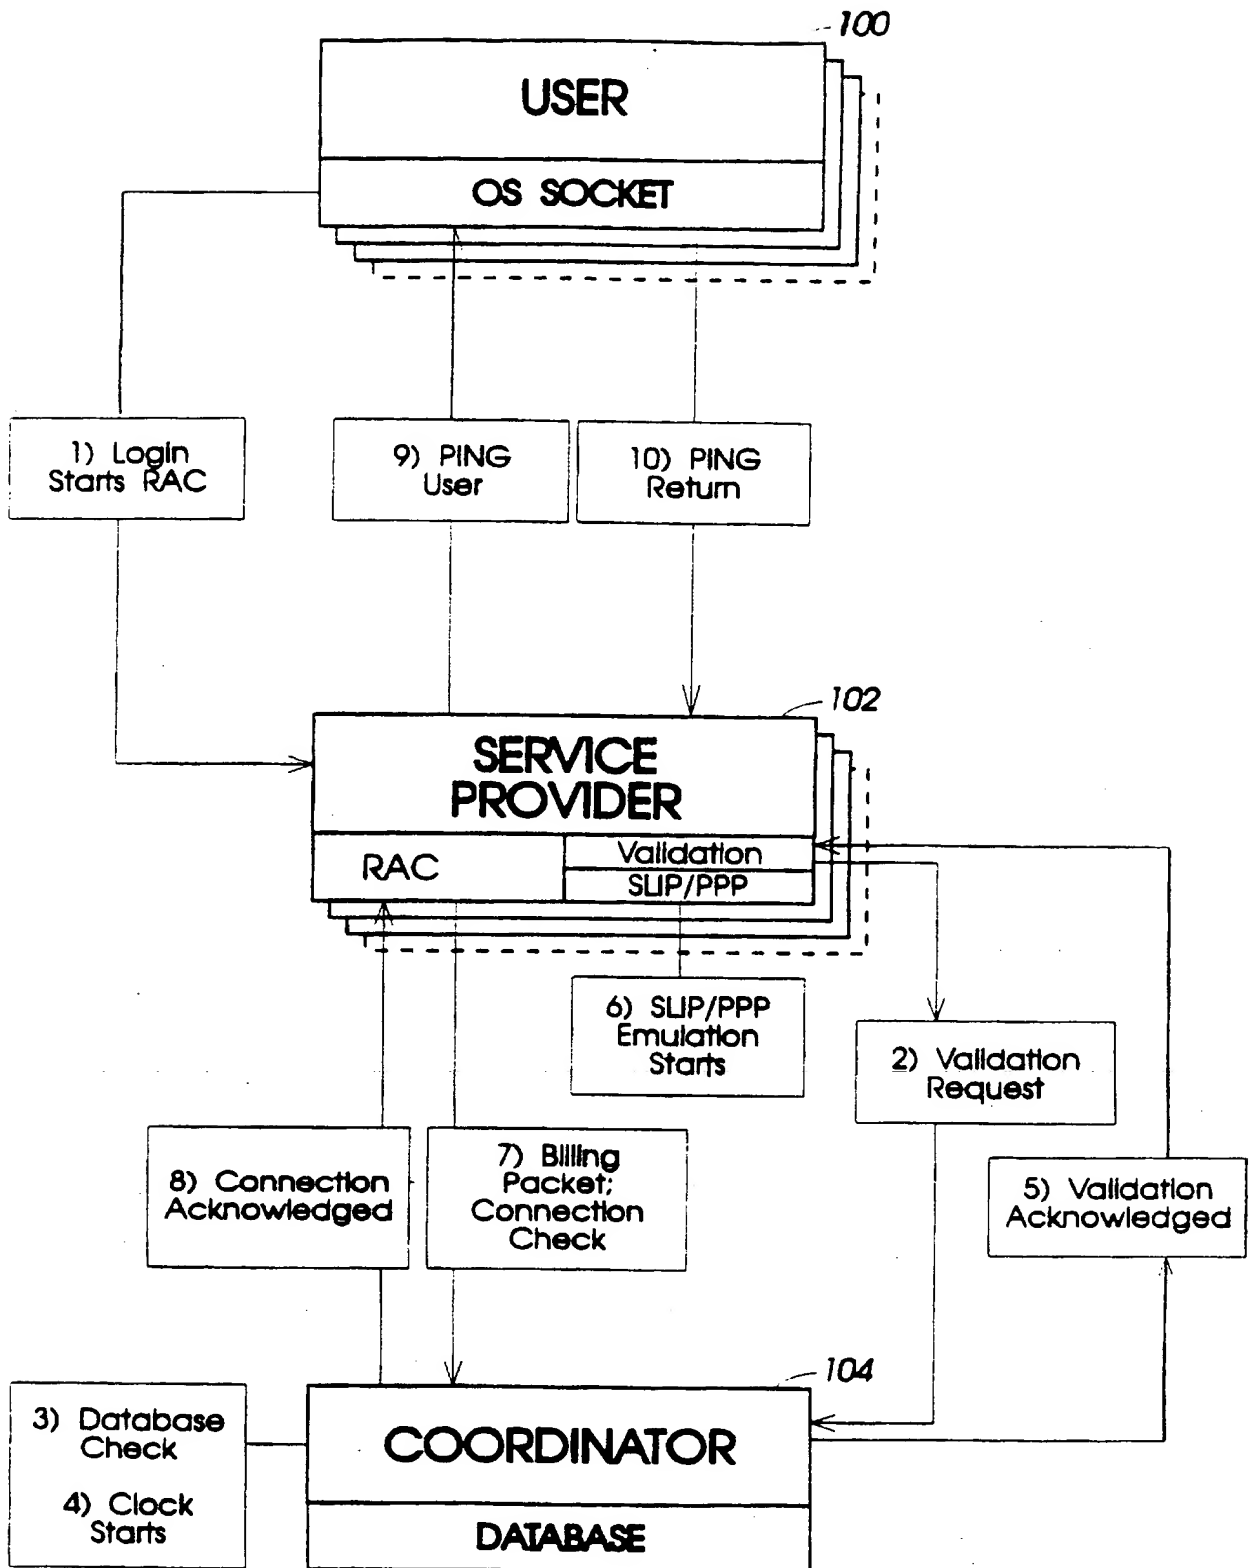 100
USER
OS SOCKET
1) Login
Starts RAC
9) PING
User
10) PING
Return
102
SERVICE
PROVIDER
RAC
Validation
SLIP/PPP
6) SLIP/PPP
Emulation
Starts
2) Validation
Request
8) Connection
Acknowledged
7) Billing
Packet;
Connection
Check
5) Validation
Acknowledged
104
3) Database
Check
4) Clock
Starts
COORDINATOR
DATABASE